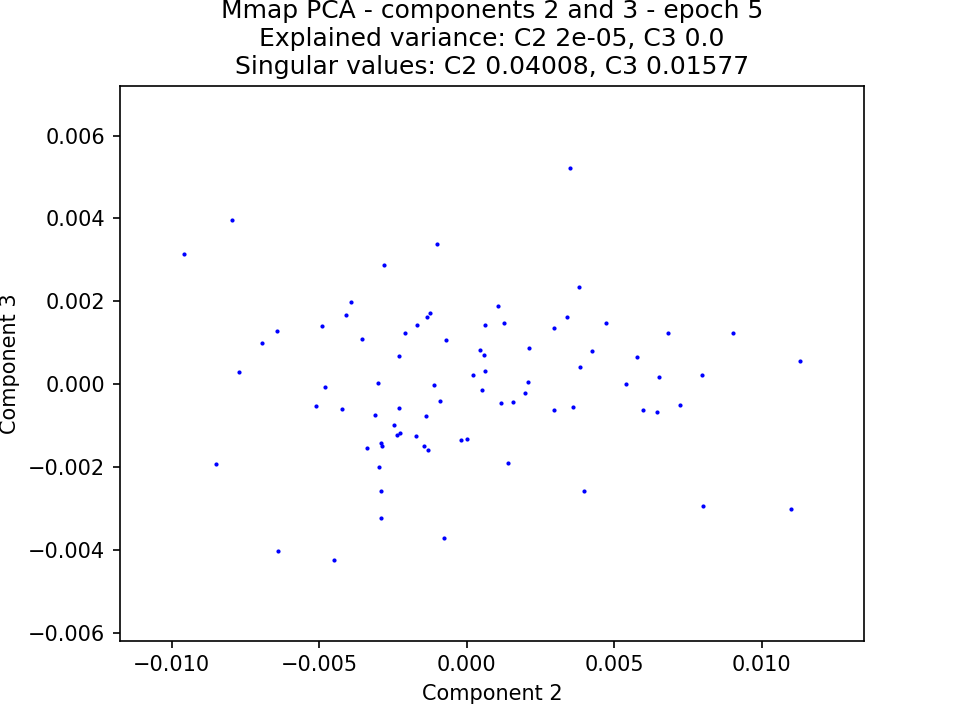 Mmap PCA - components 2 and 3 - epoch 5
Explained variance: C2 2e-05, C3 0.0
Singular values: C2 0.04008, C3 0.01577
0.006
0.004
0.002
0.000
−0.002
−0.004
−0.006
Component 3
−0.010
−0.005
0.000
0.005
0.010
Component 2